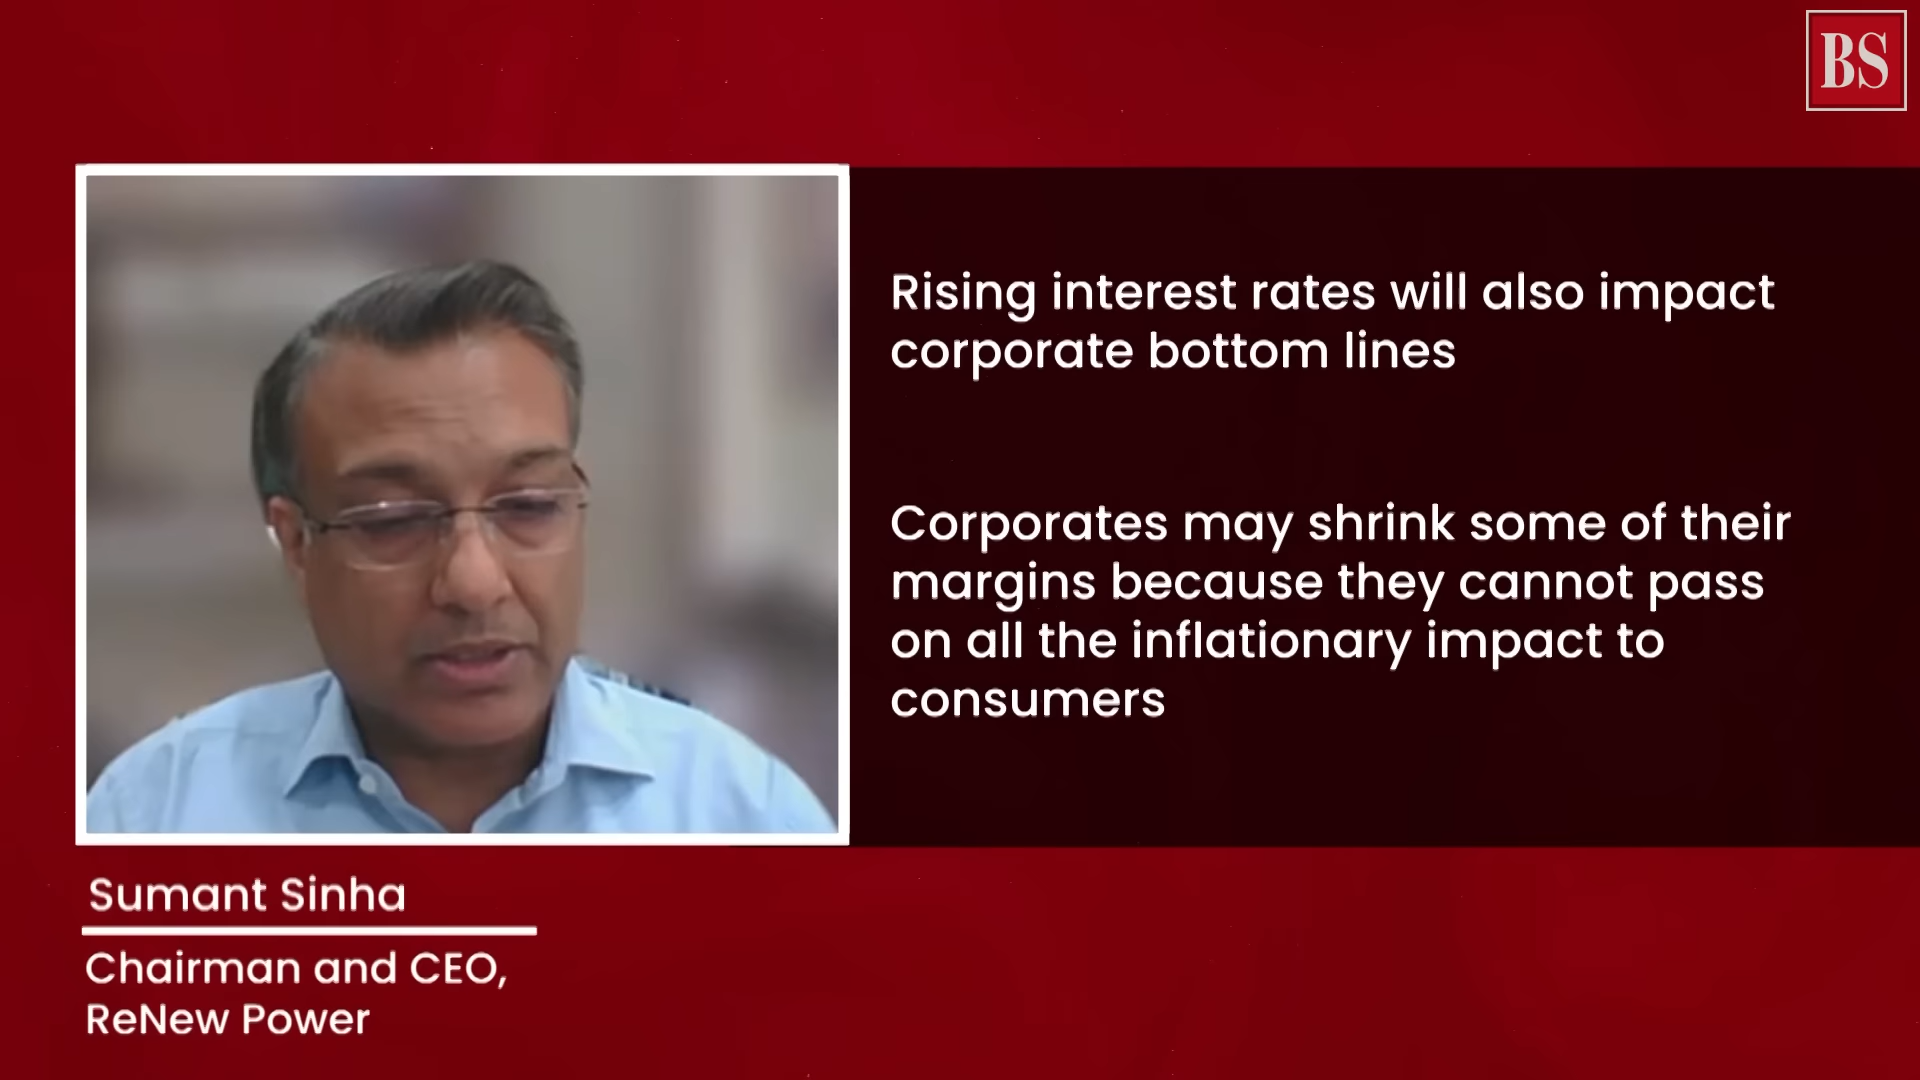 BS
Rising interest rates will also impact
corporate bottom lines
Corporates may shrink some of their
margins because they cannot pass
on all the inflationary impact to
consumers
Sumant Sinha
Chairman and CEO,
ReNew Power